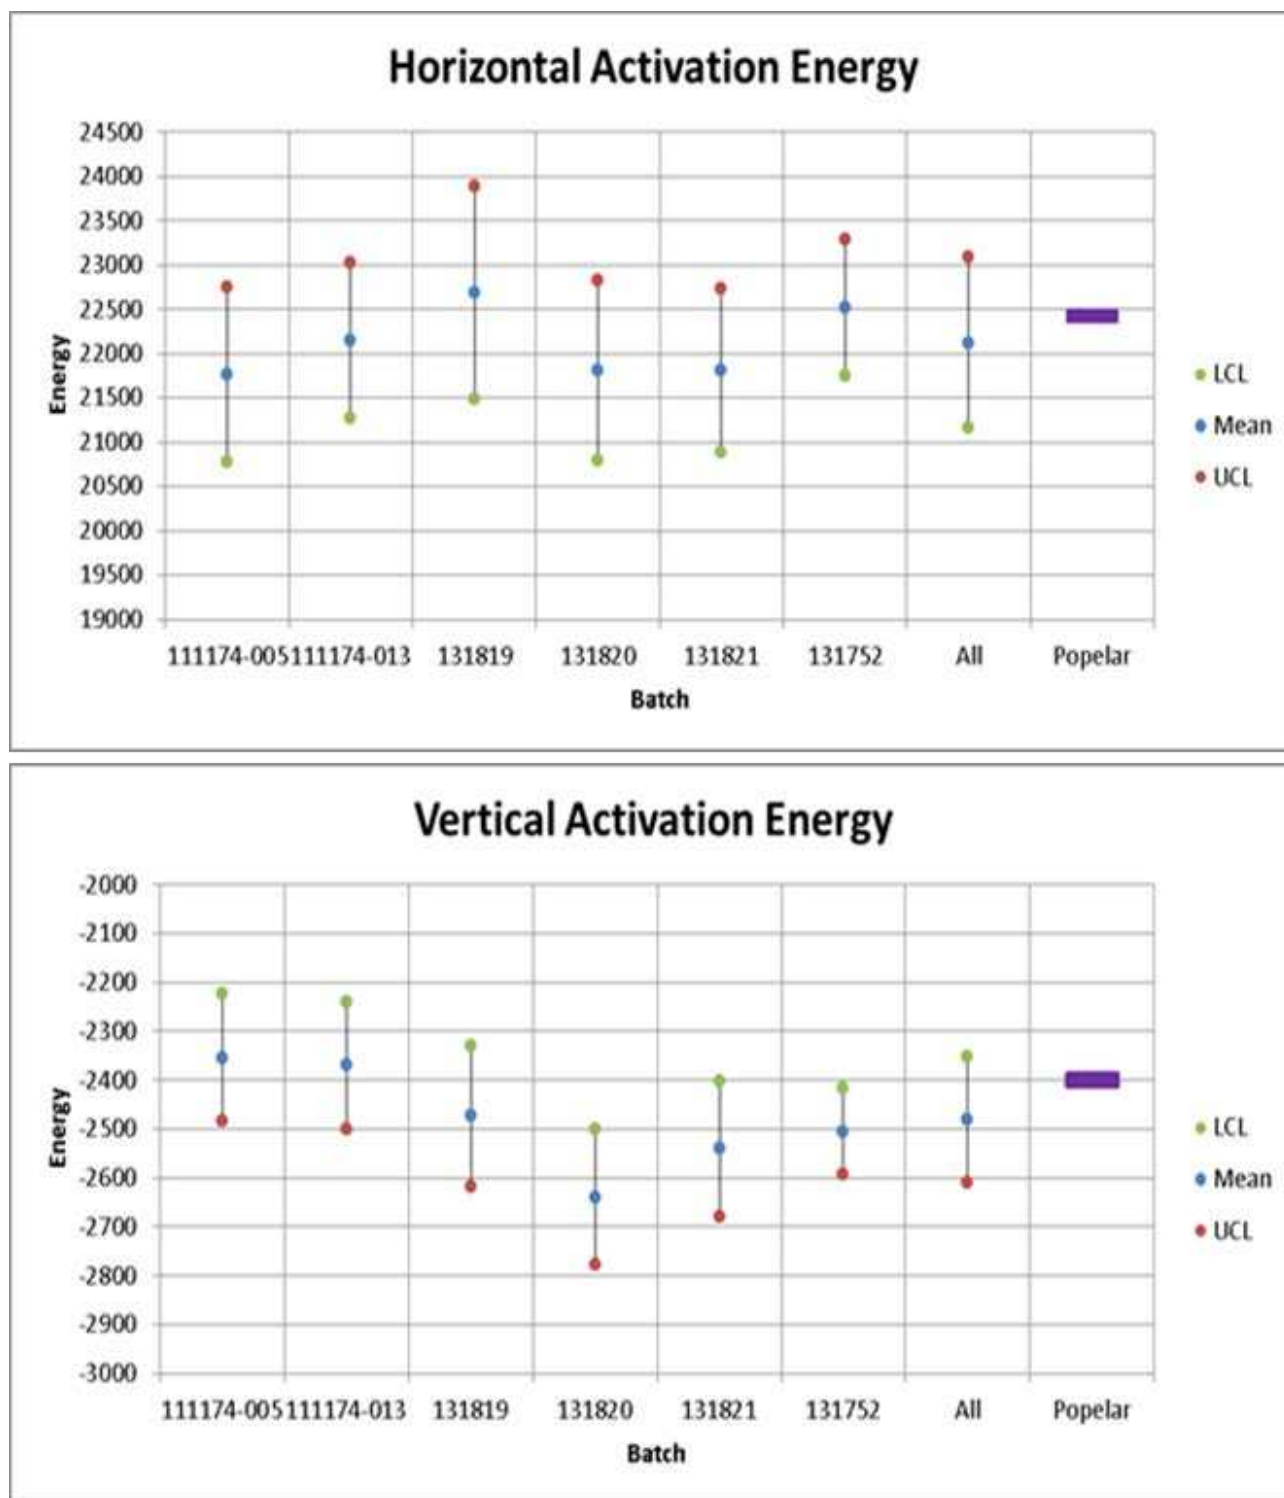 Horizontal Activation Energy
24500
24000
23500
23000
22500
22000
21500
21000
20500
20000
19500
19000
Energy
111174-005 111174-013 131819 131820 131821 131752 All Popelar
Batch
LCL
Mean
UCL
Vertical Activation Energy
-2000
-2100
-2200
-2300
-2400
-2500
-2600
-2700
-2800
-2900
-3000
Energy
111174-005 111174-013 131819 131820 131821 131752 All Popelar
Batch
LCL
Mean
UCL